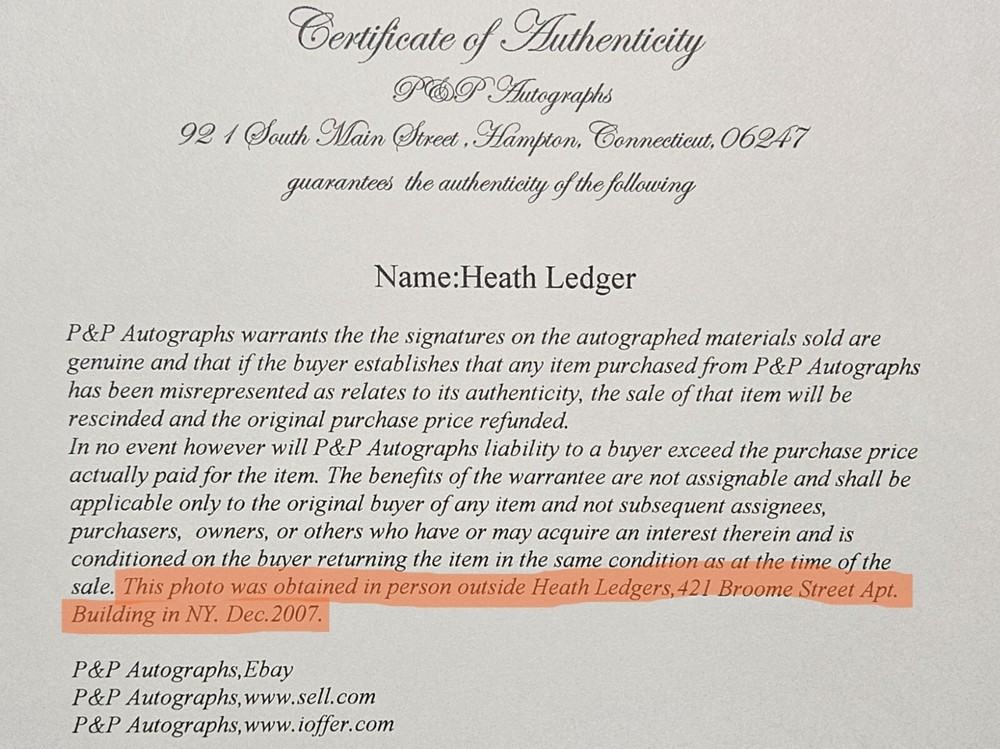 Certificate of Authenticity
P&P Autographs
92 1 South Main Street , Hampton, Connecticut, 06247
guarantees the authenticity of the following
Name:Heath Ledger
P&P Autographs warrants the the signatures on the autographed materials sold are
genuine and that if the buyer establishes that any item purchased from P&P Autographs
has been misrepresented as relates to its authenticity, the sale of that item will be
rescinded and the original purchase price refunded.
In no event however will P&P Autographs liability to a buyer exceed the purchase price
actually paid for the item. The benefits of the warrantee are not assignable and shall be
applicable only to the original buyer of any item and not subsequent assignees,
purchasers, owners, or others who have or may acquire an interest therein and is
conditioned on the buyer returning the item in the same condition as at the time of the
sale. This photo was obtained in person outside Heath Ledgers,421 Broome Street Apt.
Building in NY. Dec.2007.
P&P Autographs,Ebay
P&P Autographs,www.sell.com
P&P Autographs,www.ioffer.com